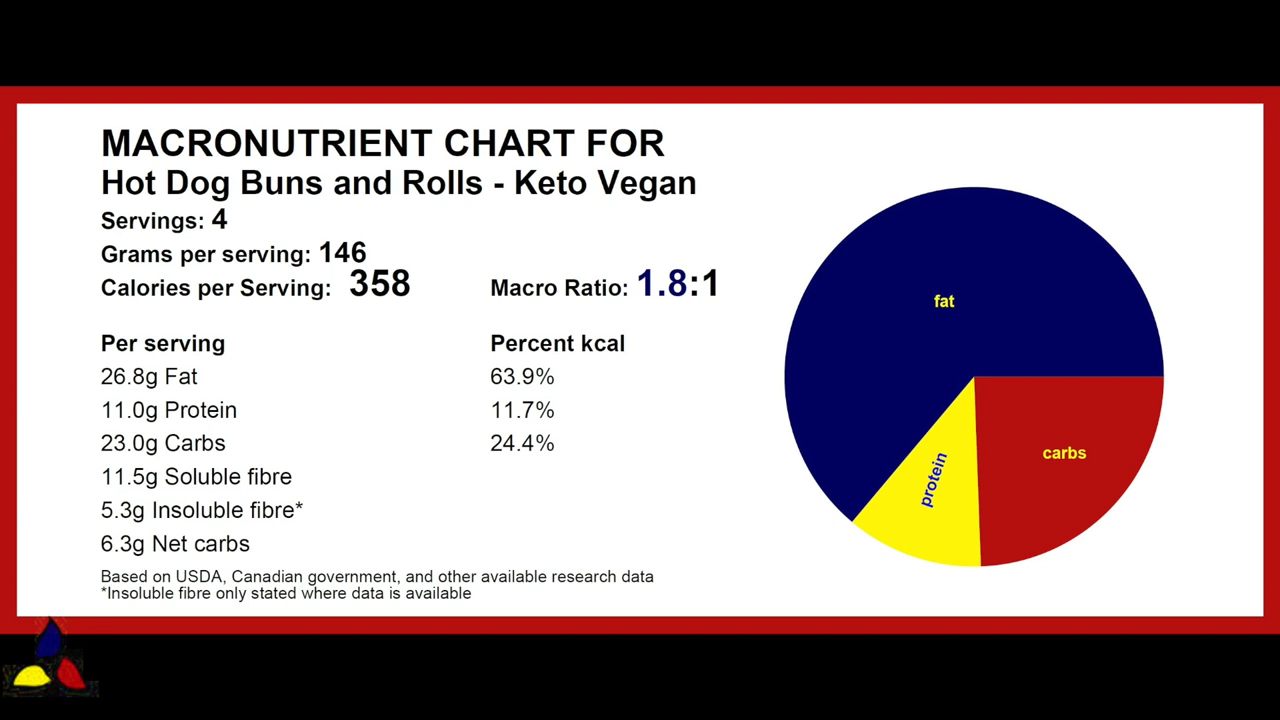 MACRONUTRIENT CHART FOR
Hot Dog Buns and Rolls - Keto Vegan
Servings: 4
Grams per serving: 146
Calories per Serving: 358
Macro Ratio: 1.8:1
Per serving
Percent kcal
26.8g Fat
63.9%
11.0g Protein
11.7%
23.0g Carbs
24.4%
11.5g Soluble fibre
5.3g Insoluble fibre*
6.3g Net carbs
Based on USDA, Canadian government, and other available research data
*Insoluble fibre only stated where data is available
fat
carbs
protein